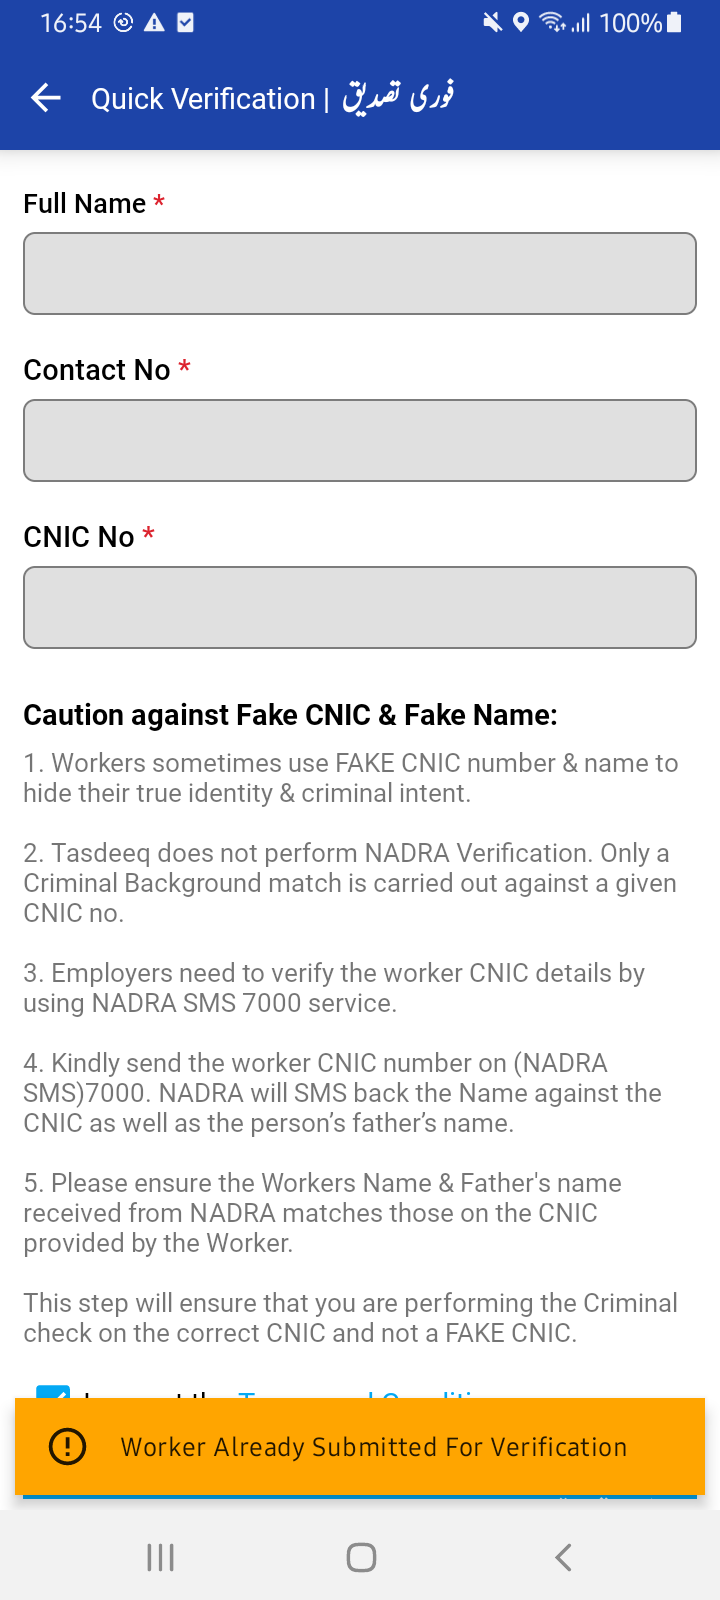 16:54 100%
Quick Verification | فوری تصدیق
Full Name *
Contact No *
CNIC No *
Caution against Fake CNIC & Fake Name:
1. Workers sometimes use FAKE CNIC number & name to
hide their true identity & criminal intent.
2. Tasdeeq does not perform NADRA Verification. Only a
Criminal Background match is carried out against a given
CNIC no.
3. Employers need to verify the worker CNIC details by
using NADRA SMS 7000 service.
4. Kindly send the worker CNIC number on (NADRA
SMS)7000. NADRA will SMS back the Name against the
CNIC as well as the person’s father’s name.
5. Please ensure the Workers Name & Father's name
received from NADRA matches those on the CNIC
provided by the Worker.
This step will ensure that you are performing the Criminal
check on the correct CNIC and not a FAKE CNIC.
Worker Already Submitted For Verification